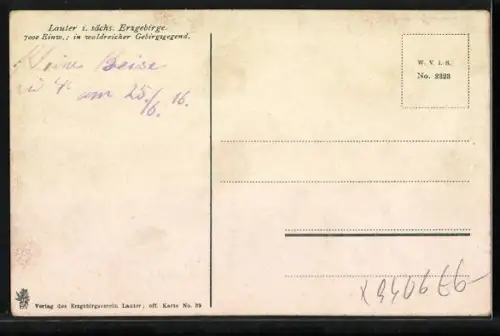 Lauter i. sächs. Erzgebirge.
7000 Einw.; in waldreicher Gebirgsgegend.
Meine Reise
am 25/6. 16.
W. V. i. S.
No. 2323
Verlag des Erzgebirgsverein Lauter; off. Karte No. 39